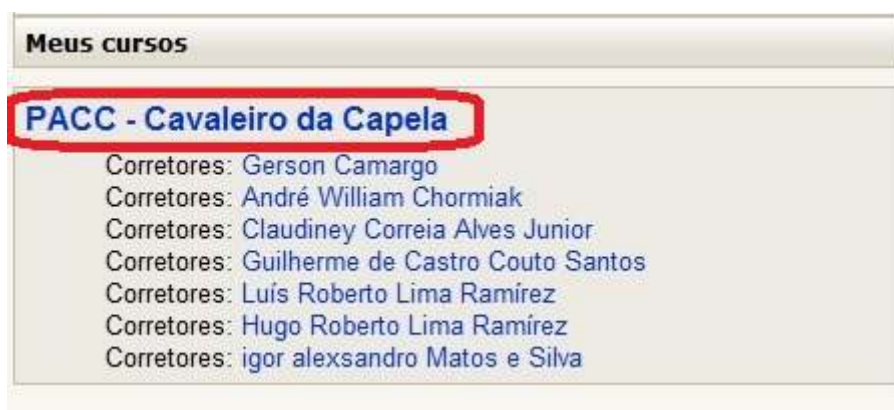 Meus cursos
PACC - Cavaleiro da Capela
Corretores: Gerson Camargo
Corretores: André William Chormiak
Corretores: Claudiney Correia Alves Junior
Corretores: Guilherme de Castro Couto Santos
Corretores: Luís Roberto Lima Ramírez
Corretores: Hugo Roberto Lima Ramírez
Corretores: igor alexsandro Matos e Silva